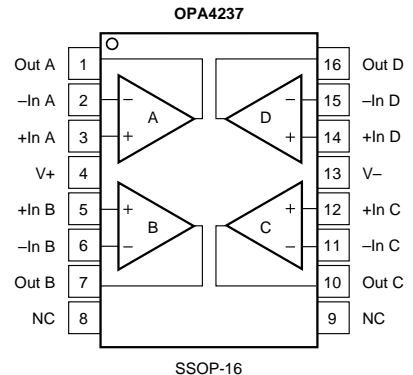 OPA4237
Out A 1 16 Out D
–In A 2 – – 15 –In D
A D
+In A 3 + + 14 +In D
V+ 4 13 V–
+In B 5 + + 12 +In C
B C
–In B 6 – – 11 –In C
Out B 7 10 Out C
NC 8 9 NC
SSOP-16